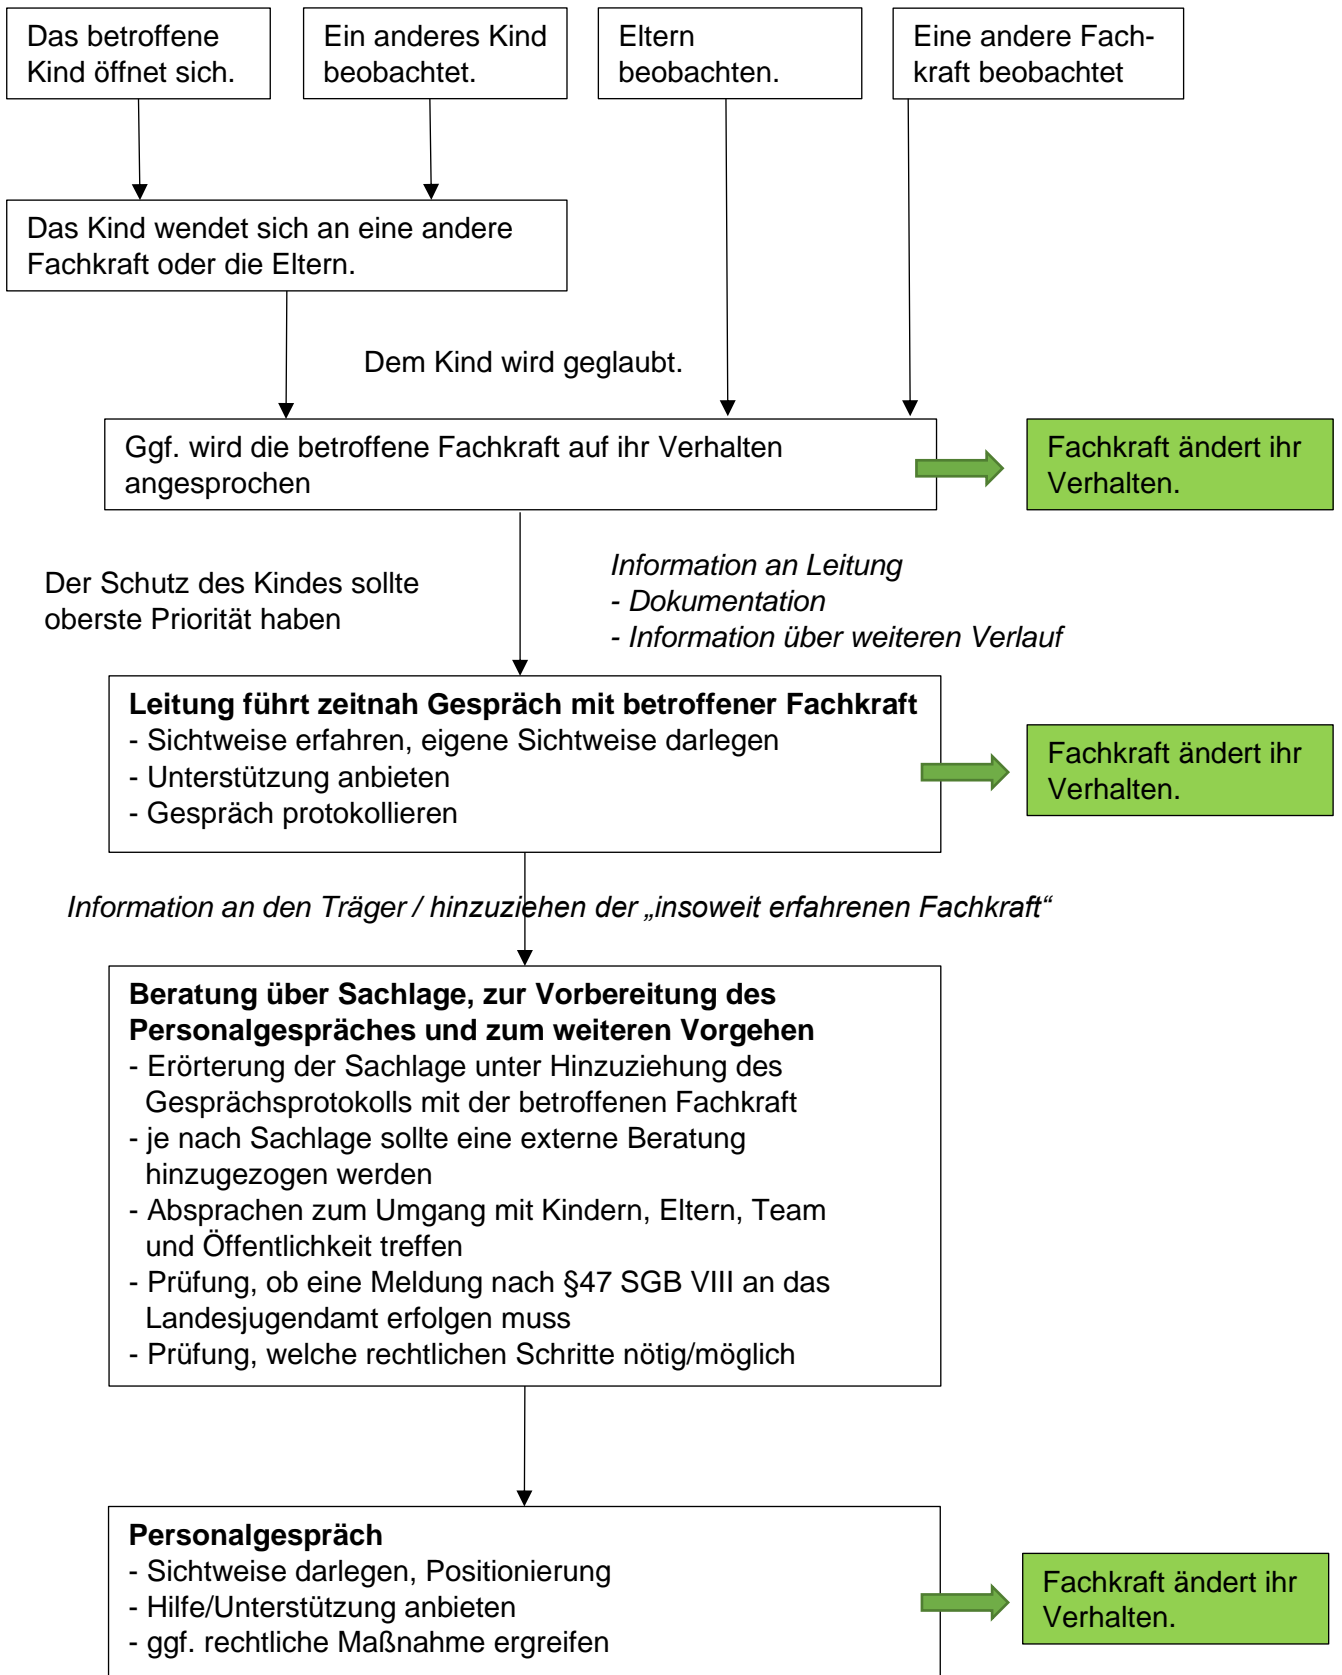 Das betroffene
Kind öffnet sich.
Ein anderes Kind
beobachtet.
Eltern
beobachten.
Eine andere Fach-
kraft beobachtet
Das Kind wendet sich an eine andere
Fachkraft oder die Eltern.
Dem Kind wird geglaubt.
Ggf. wird die betroffene Fachkraft auf ihr Verhalten
angesprochen
Fachkraft ändert ihr
Verhalten.
Der Schutz des Kindes sollte
oberste Priorität haben
Information an Leitung
- Dokumentation
- Information über weiteren Verlauf
Leitung führt zeitnah Gespräch mit betroffener Fachkraft
- Sichtweise erfahren, eigene Sichtweise darlegen
- Unterstützung anbieten
- Gespräch protokollieren
Fachkraft ändert ihr
Verhalten.
Information an den Träger / hinzuziehen der „insoweit erfahrenen Fachkraft“
Beratung über Sachlage, zur Vorbereitung des
Personalgespräches und zum weiteren Vorgehen
- Erörterung der Sachlage unter Hinzuziehung des
Gesprächsprotokolls mit der betroffenen Fachkraft
- je nach Sachlage sollte eine externe Beratung
hinzugezogen werden
- Absprachen zum Umgang mit Kindern, Eltern, Team
und Öffentlichkeit treffen
- Prüfung, ob eine Meldung nach §47 SGB VIII an das
Landesjugendamt erfolgen muss
- Prüfung, welche rechtlichen Schritte nötig/möglich
Personalgespräch
- Sichtweise darlegen, Positionierung
- Hilfe/Unterstützung anbieten
- ggf. rechtliche Maßnahme ergreifen
Fachkraft ändert ihr
Verhalten.